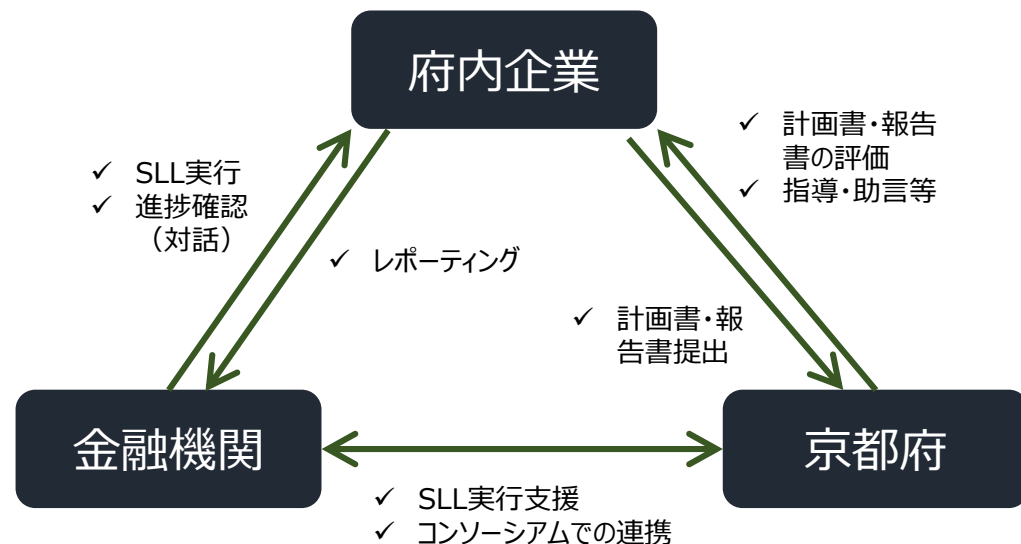 府内企業
✓ 計画書・報告
書の評価
✓ 指導・助言等
✓ SLL実行
✓ 進捗確認
（対話）
✓ レポーティング
✓ 計画書・報
告書提出
金融機関
京都府
✓ SLL実行支援
✓ コンソーシアムでの連携